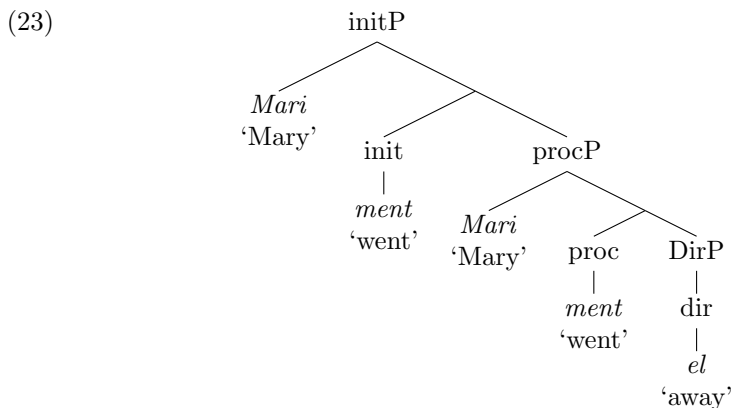 (23)
initP
Mari
‘Mary’
init
procP
ment
‘went’
Mari
‘Mary’
proc
DirP
ment
‘went’
dir
el
‘away’